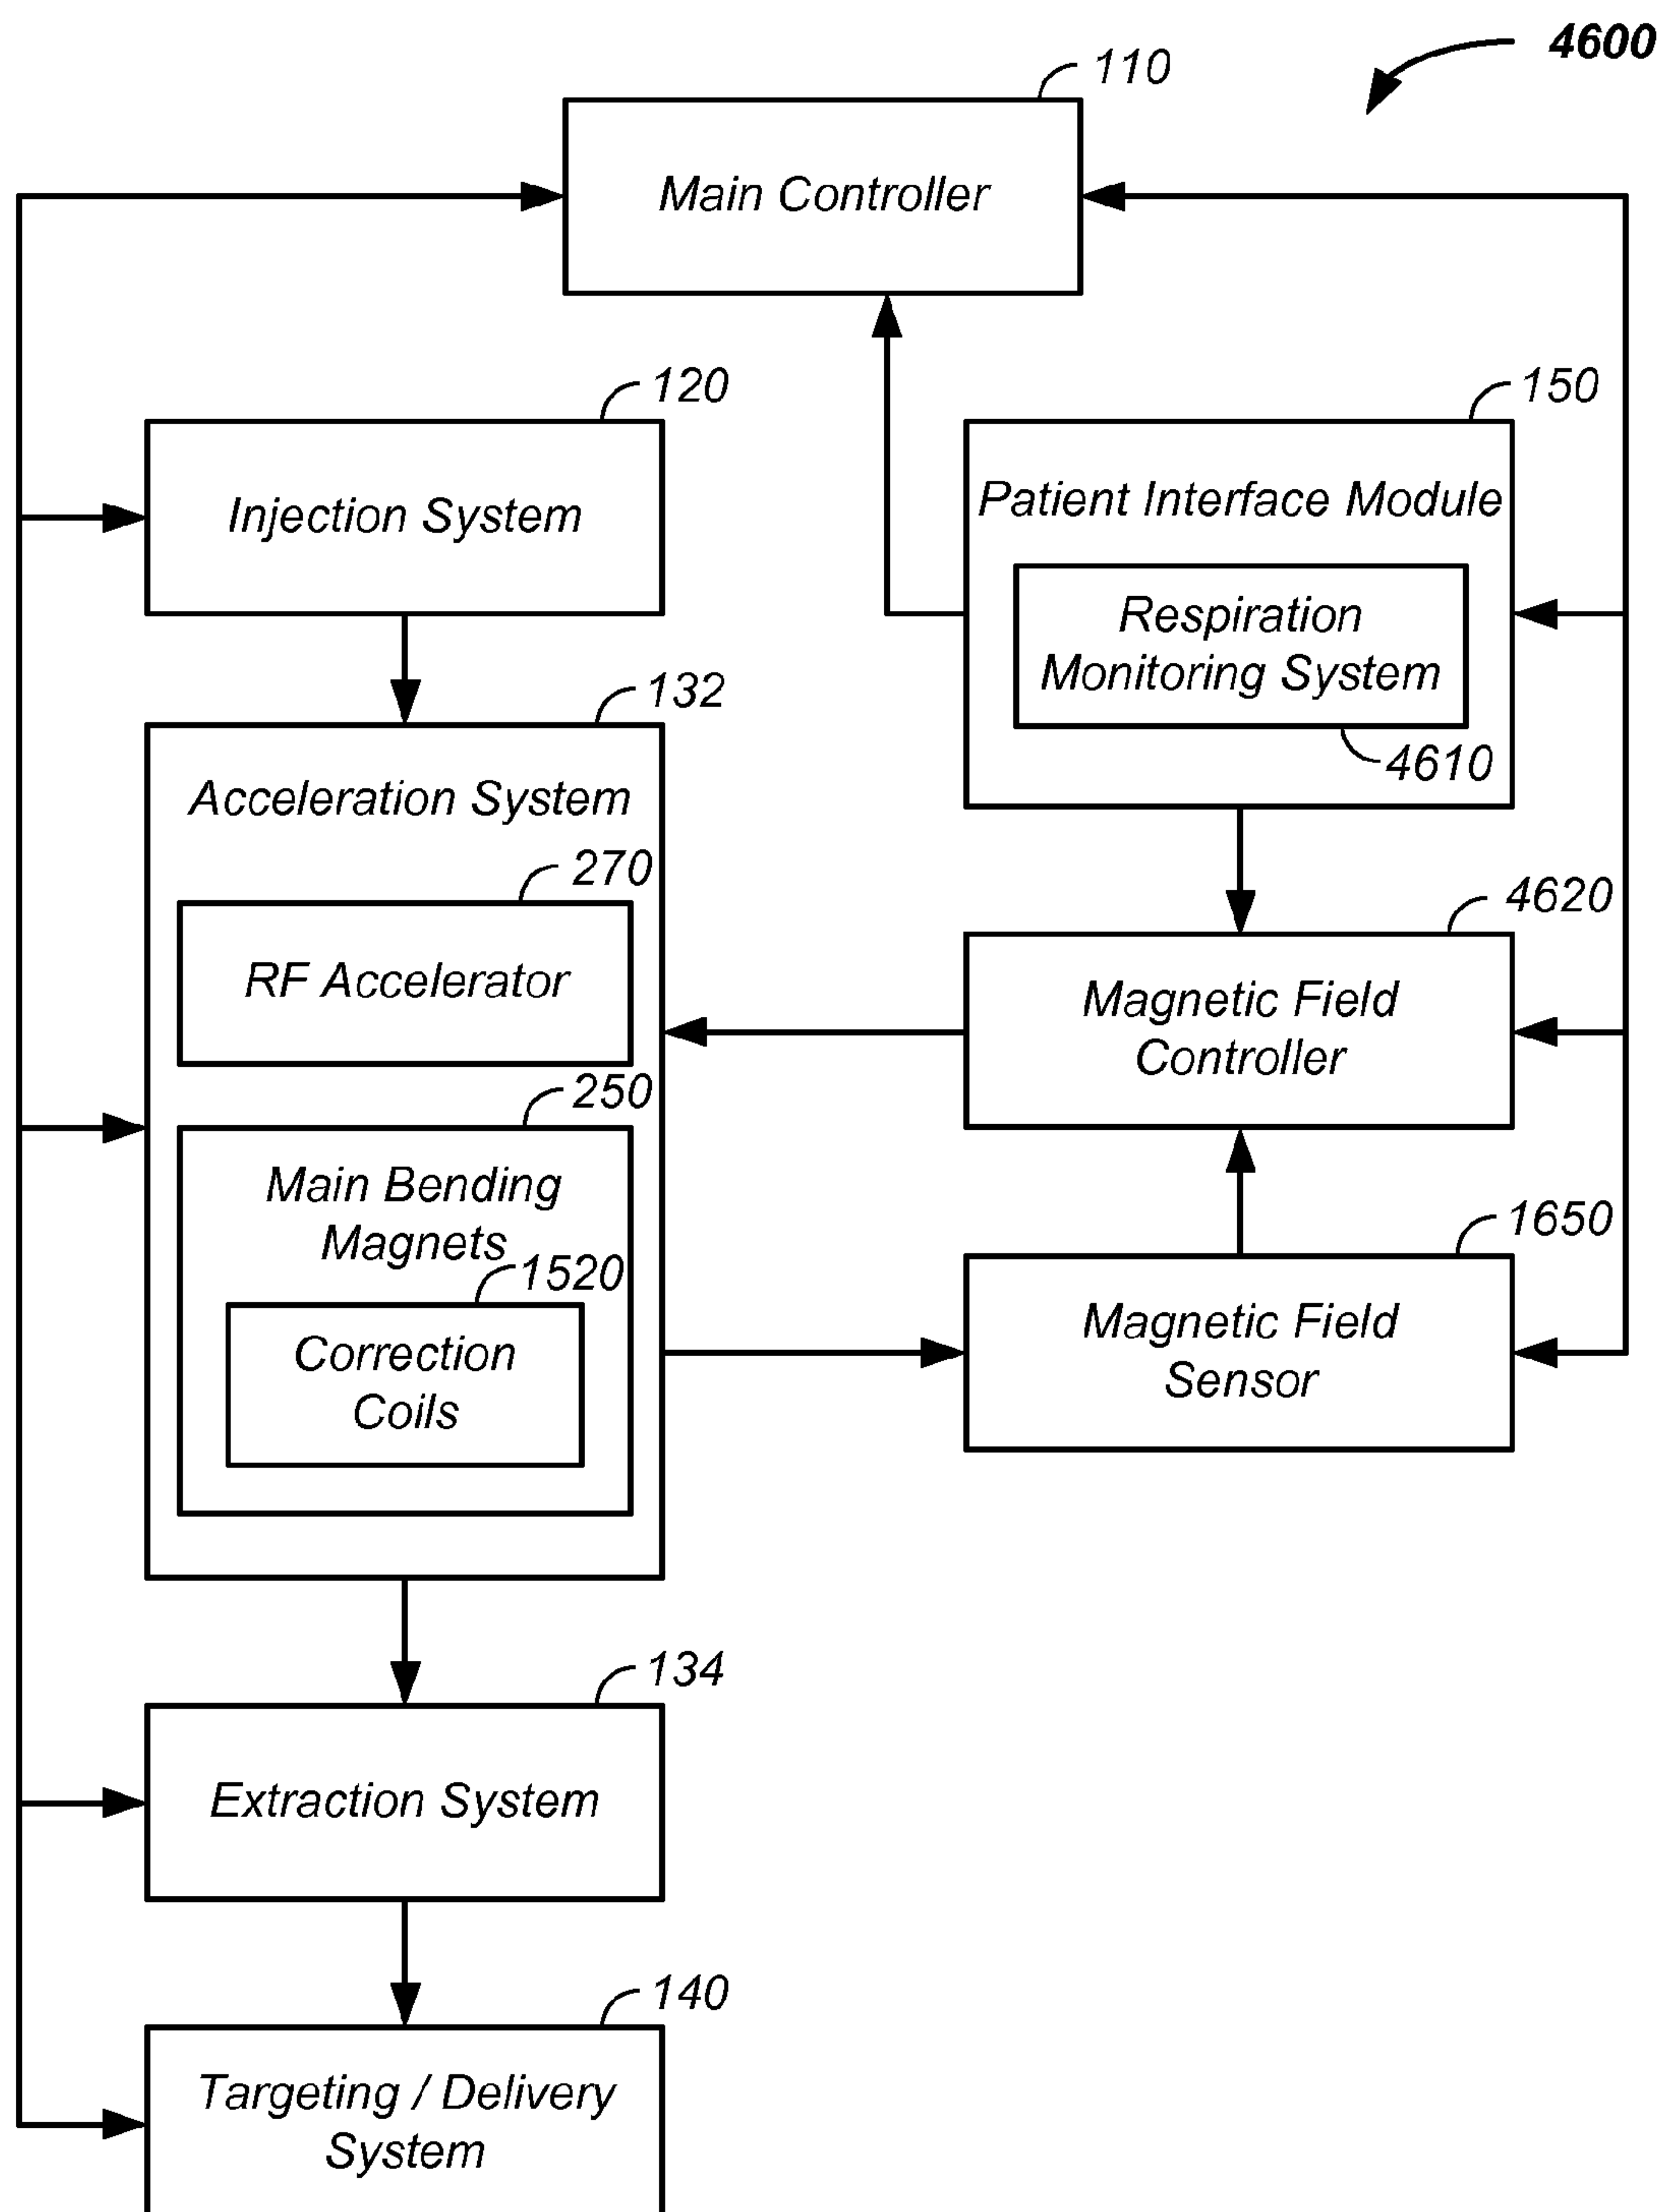 4600
110
Main Controller
120
Injection System
150
Patient Interface Module
Respiration
Monitoring System
4610
132
Acceleration System
270
RF Accelerator
250
Main Bending
Magnets
1520
Correction
Coils
4620
Magnetic Field
Controller
1650
Magnetic Field
Sensor
134
Extraction System
140
Targeting / Delivery
System